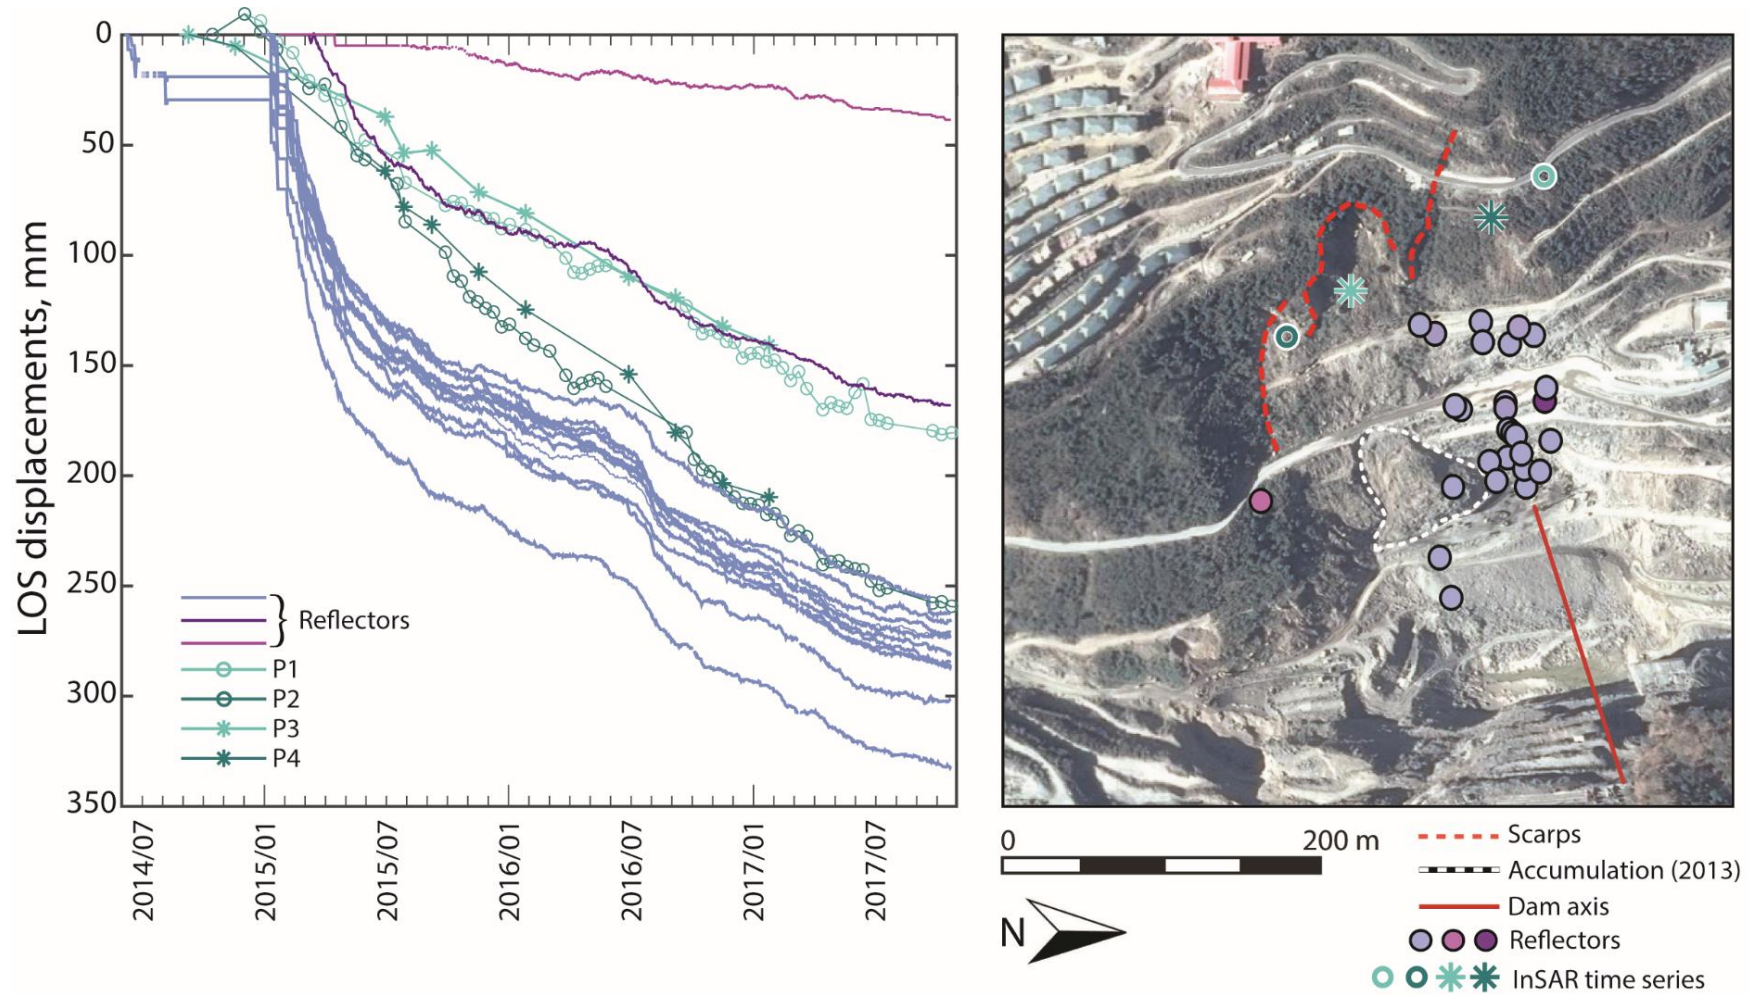 LOS displacements, mm
0
50
100
150
200
250
300
350
Reflectors
P1
P2
P3
P4
2014/07
2015/01
2015/07
2016/01
2016/07
2017/01
2017/07
0 200 m
N
Scarps
Accumulation (2013)
Dam axis
Reflectors
InSAR time series